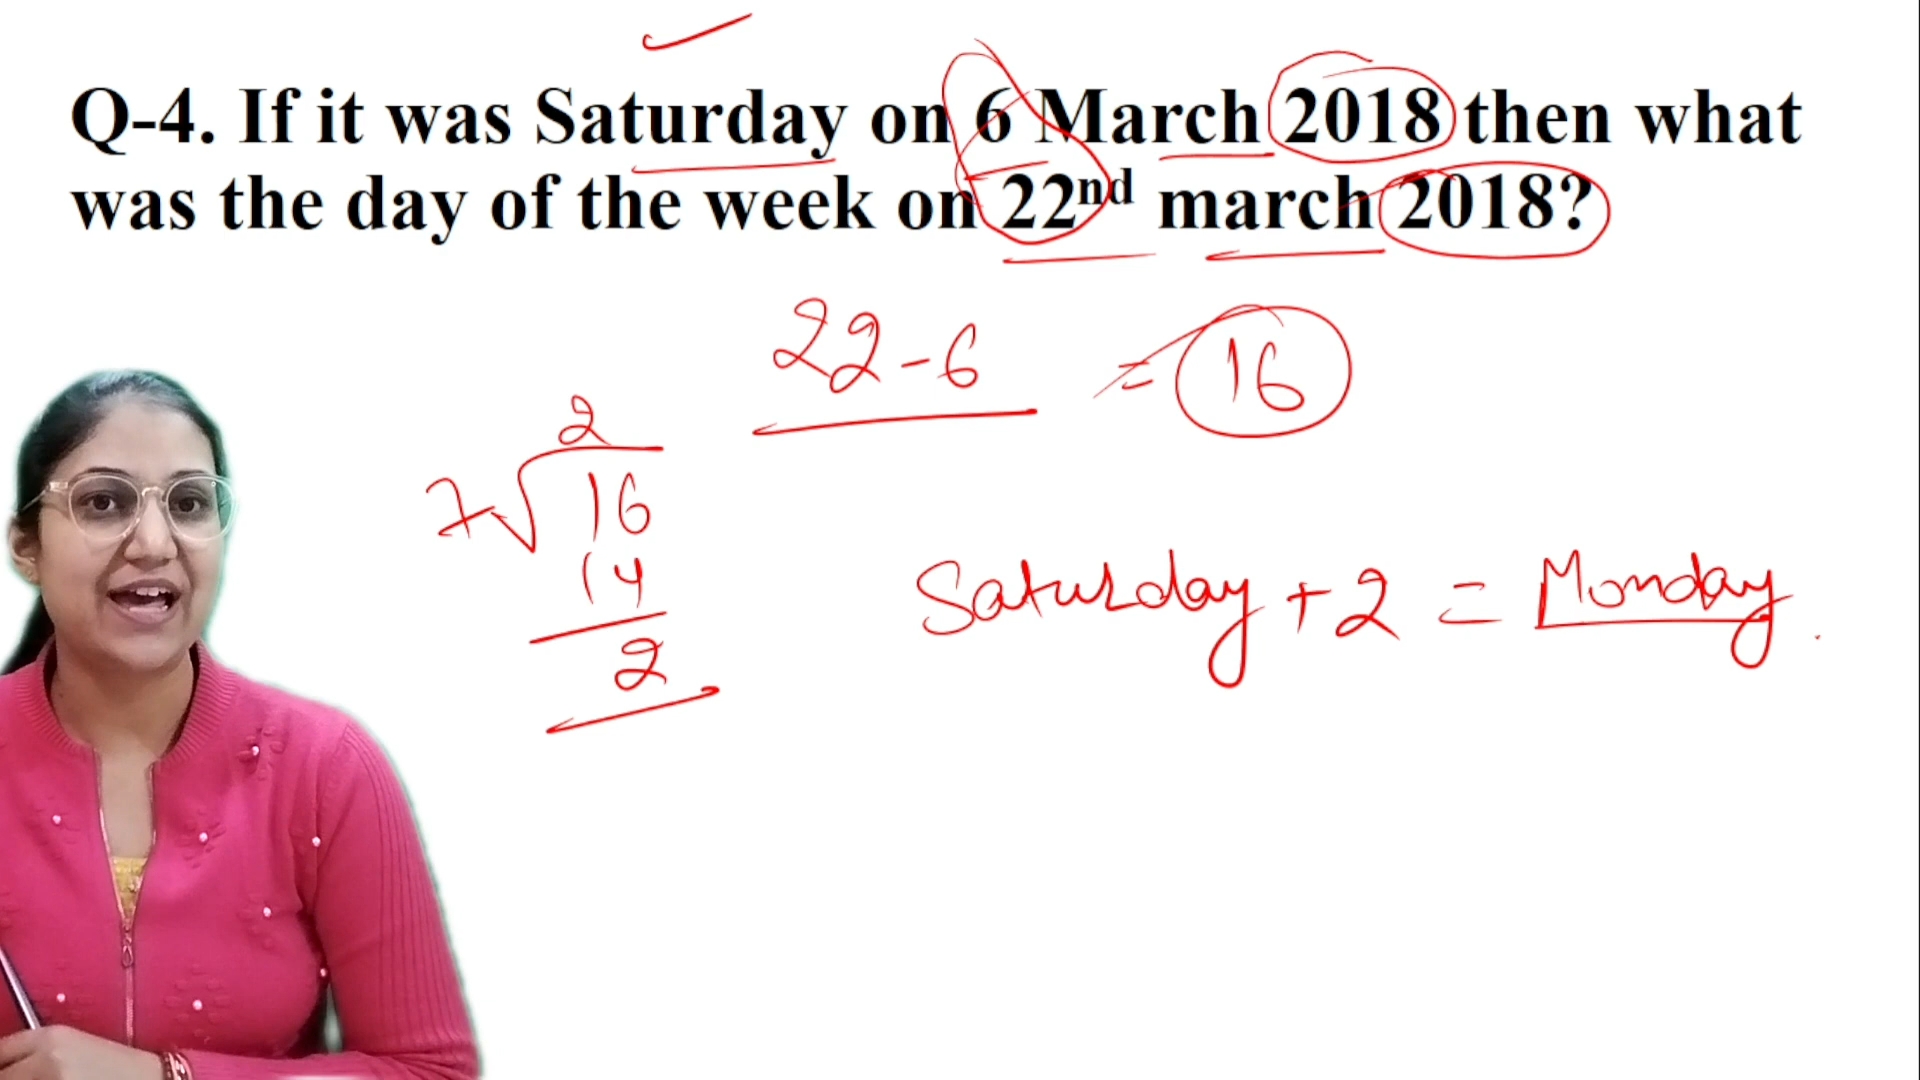 Q-4. If it was Saturday on 6 March 2018 then what
was the day of the week on 22nd march 2018?
22-6 = 16
2
7 16
14
2
Saturday + 2 = Monday.